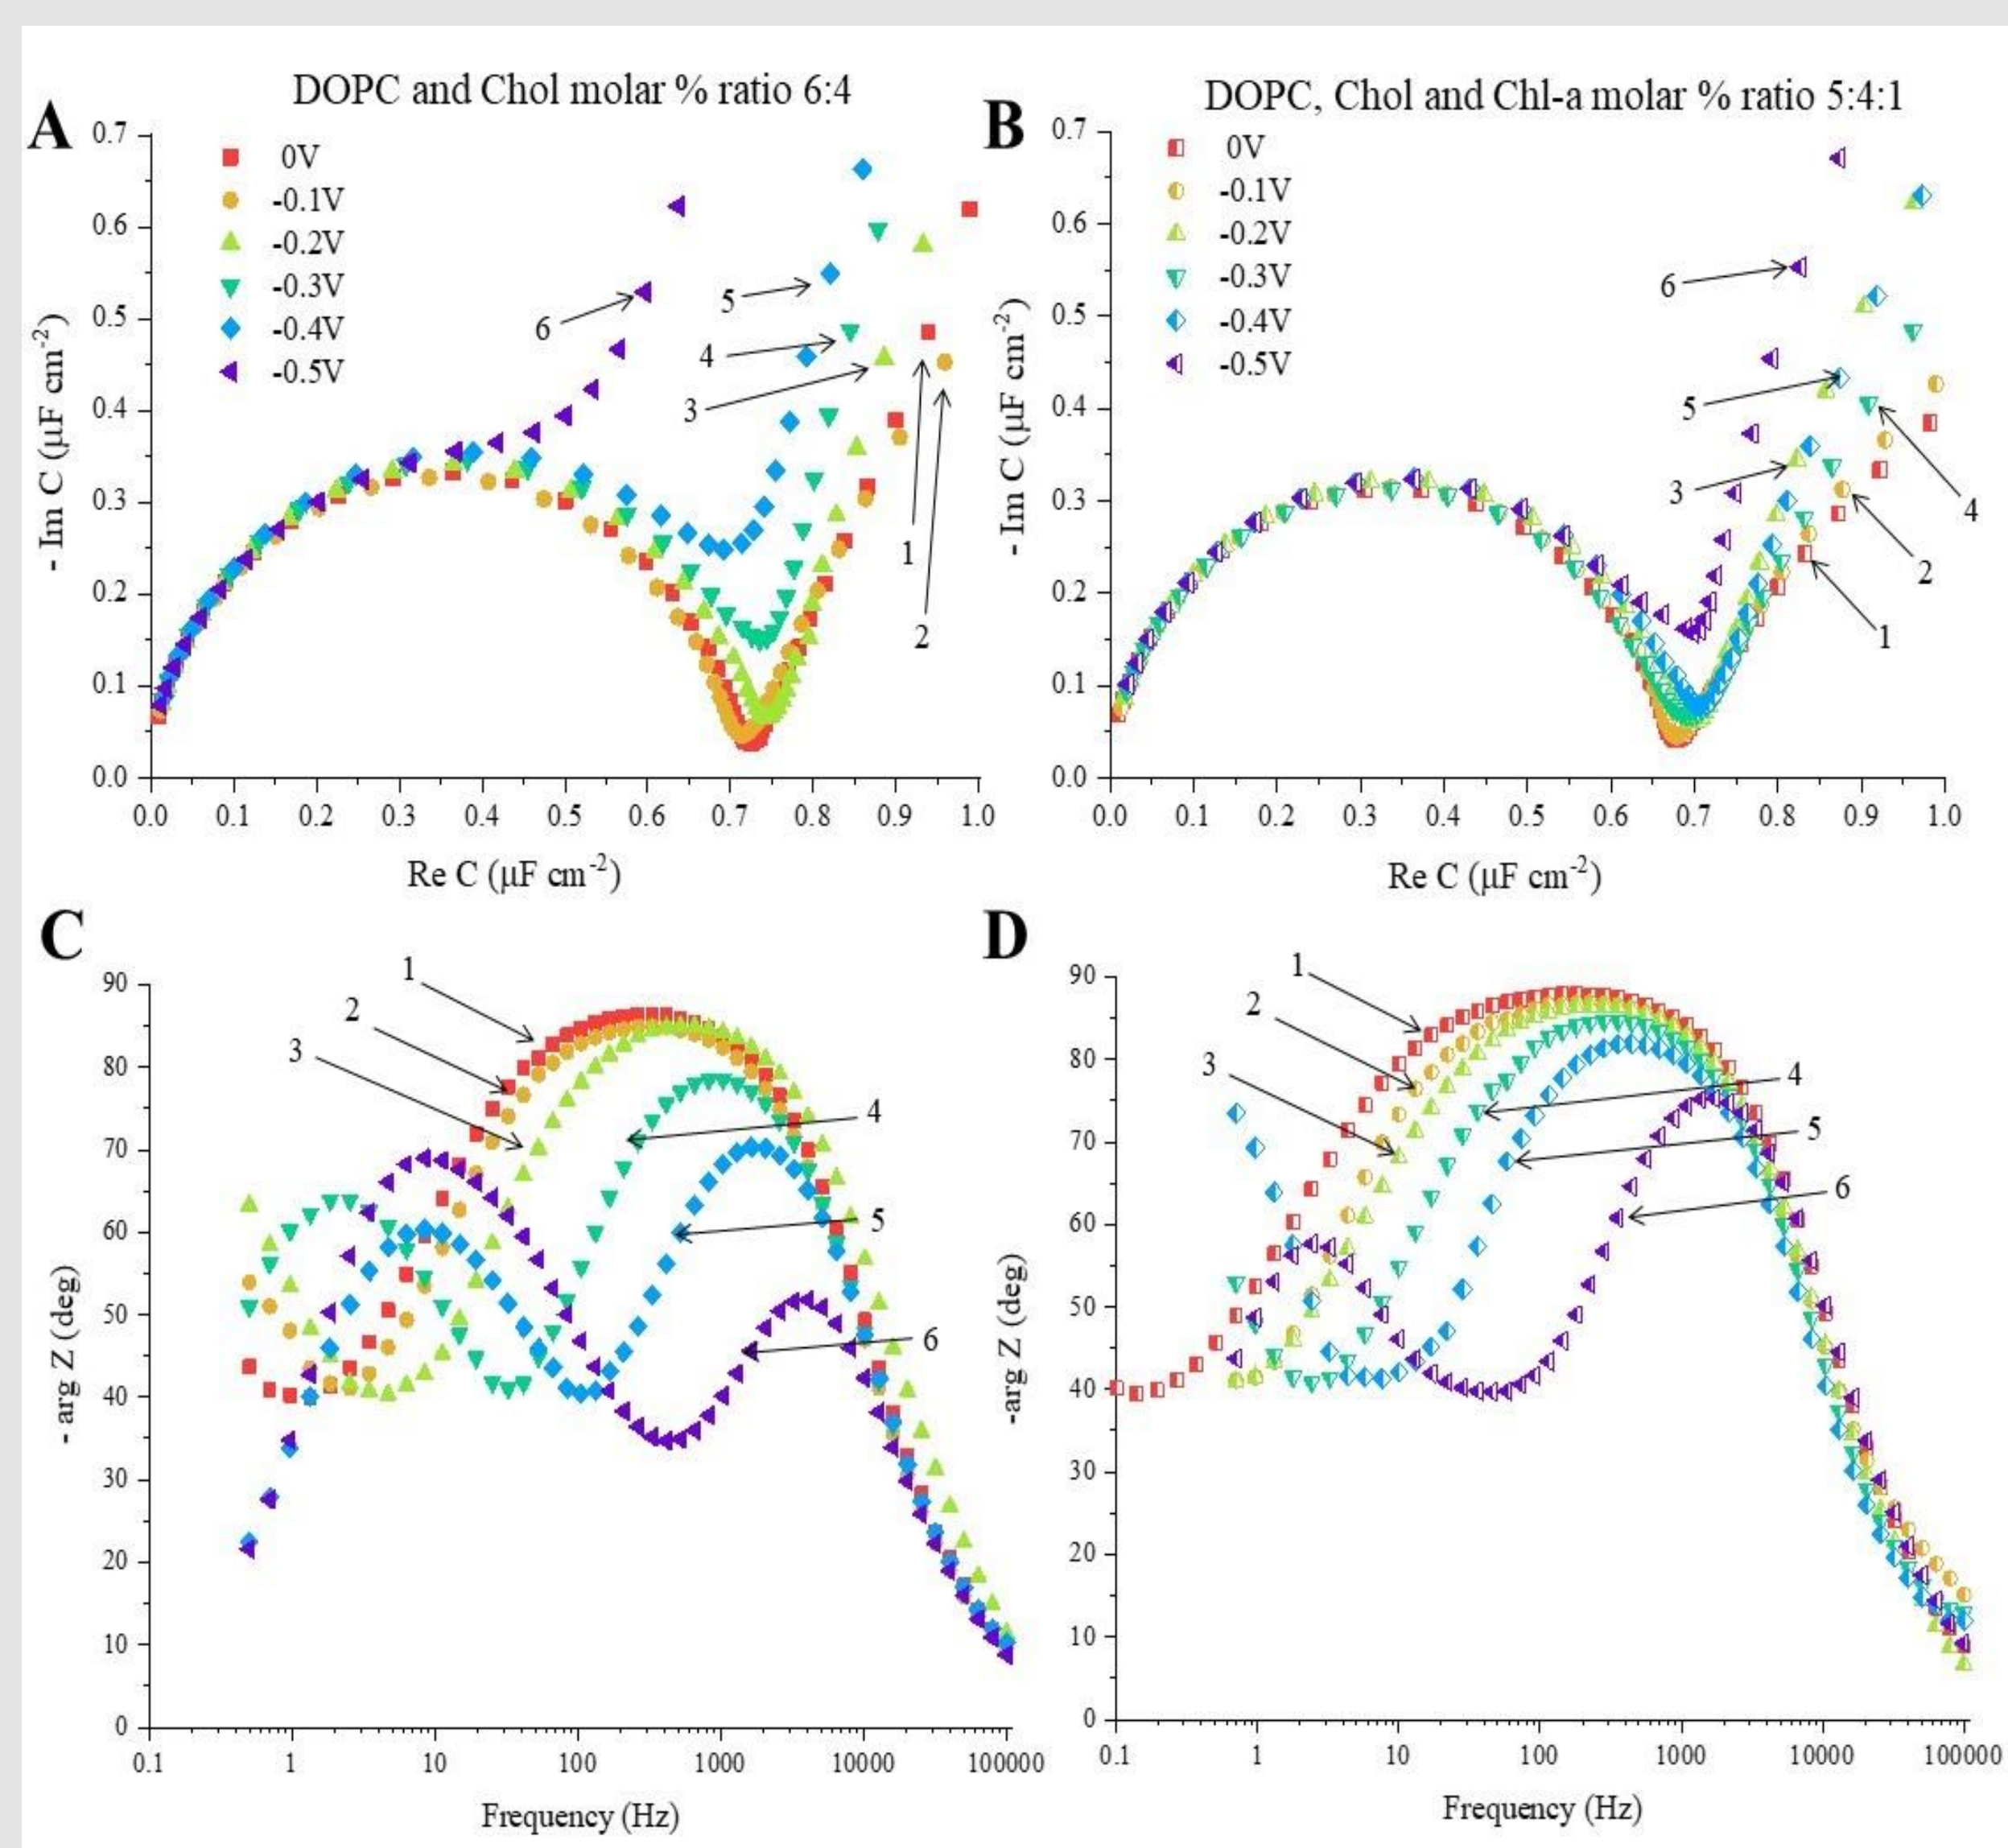 DOPC and Chol molar % ratio 6:4
A
0.7
0.6
0.5
0.4
0.3
0.2
0.1
0.0
- Im C (μF cm-2)
0V
-0.1V
-0.2V
-0.3V
-0.4V
-0.5V
6
5
4
3
1
2
0.0 0.1 0.2 0.3 0.4 0.5 0.6 0.7 0.8 0.9 1.0
Re C (μF cm-2)
DOPC, Chol and Chl-a molar % ratio 5:4:1
B
0.7
0.6
0.5
0.4
0.3
0.2
0.1
0.0
- Im C (μF cm-2)
0V
-0.1V
-0.2V
-0.3V
-0.4V
-0.5V
6
5
3
4
2
1
0.0 0.1 0.2 0.3 0.4 0.5 0.6 0.7 0.8 0.9 1.0
Re C (μF cm-2)
C
90
80
70
60
50
40
30
20
10
0
- arg Z (deg)
1
2
3
4
5
6
0.1 1 10 100 1000 10000 100000
Frequency (Hz)
D
90
80
70
60
50
40
30
20
10
0
-arg Z (deg)
1
2
3
4
5
6
0.1 1 10 100 1000 10000 100000
Frequency (Hz)